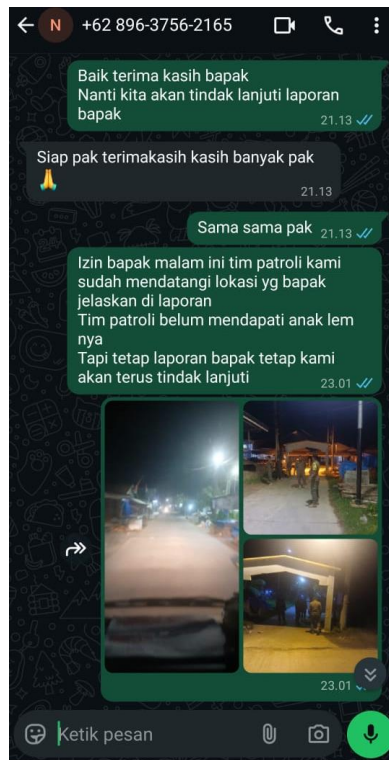 N +62 896-3756-2165
Baik terima kasih bapak
Nanti kita akan tindak lanjuti laporan
bapak
21.13
Siap pak terimakasih kasih banyak pak
🙏
21.13
Sama sama pak 21.13
Izin bapak malam ini tim patroli kami
sudah mendatangi lokasi yg bapak
jelaskan di laporan
Tim patroli belum mendapati anak lem
nya
Tapi tetap laporan bapak tetap kami
akan terus tindak lanjuti
23.01
23.01
Ketik pesan